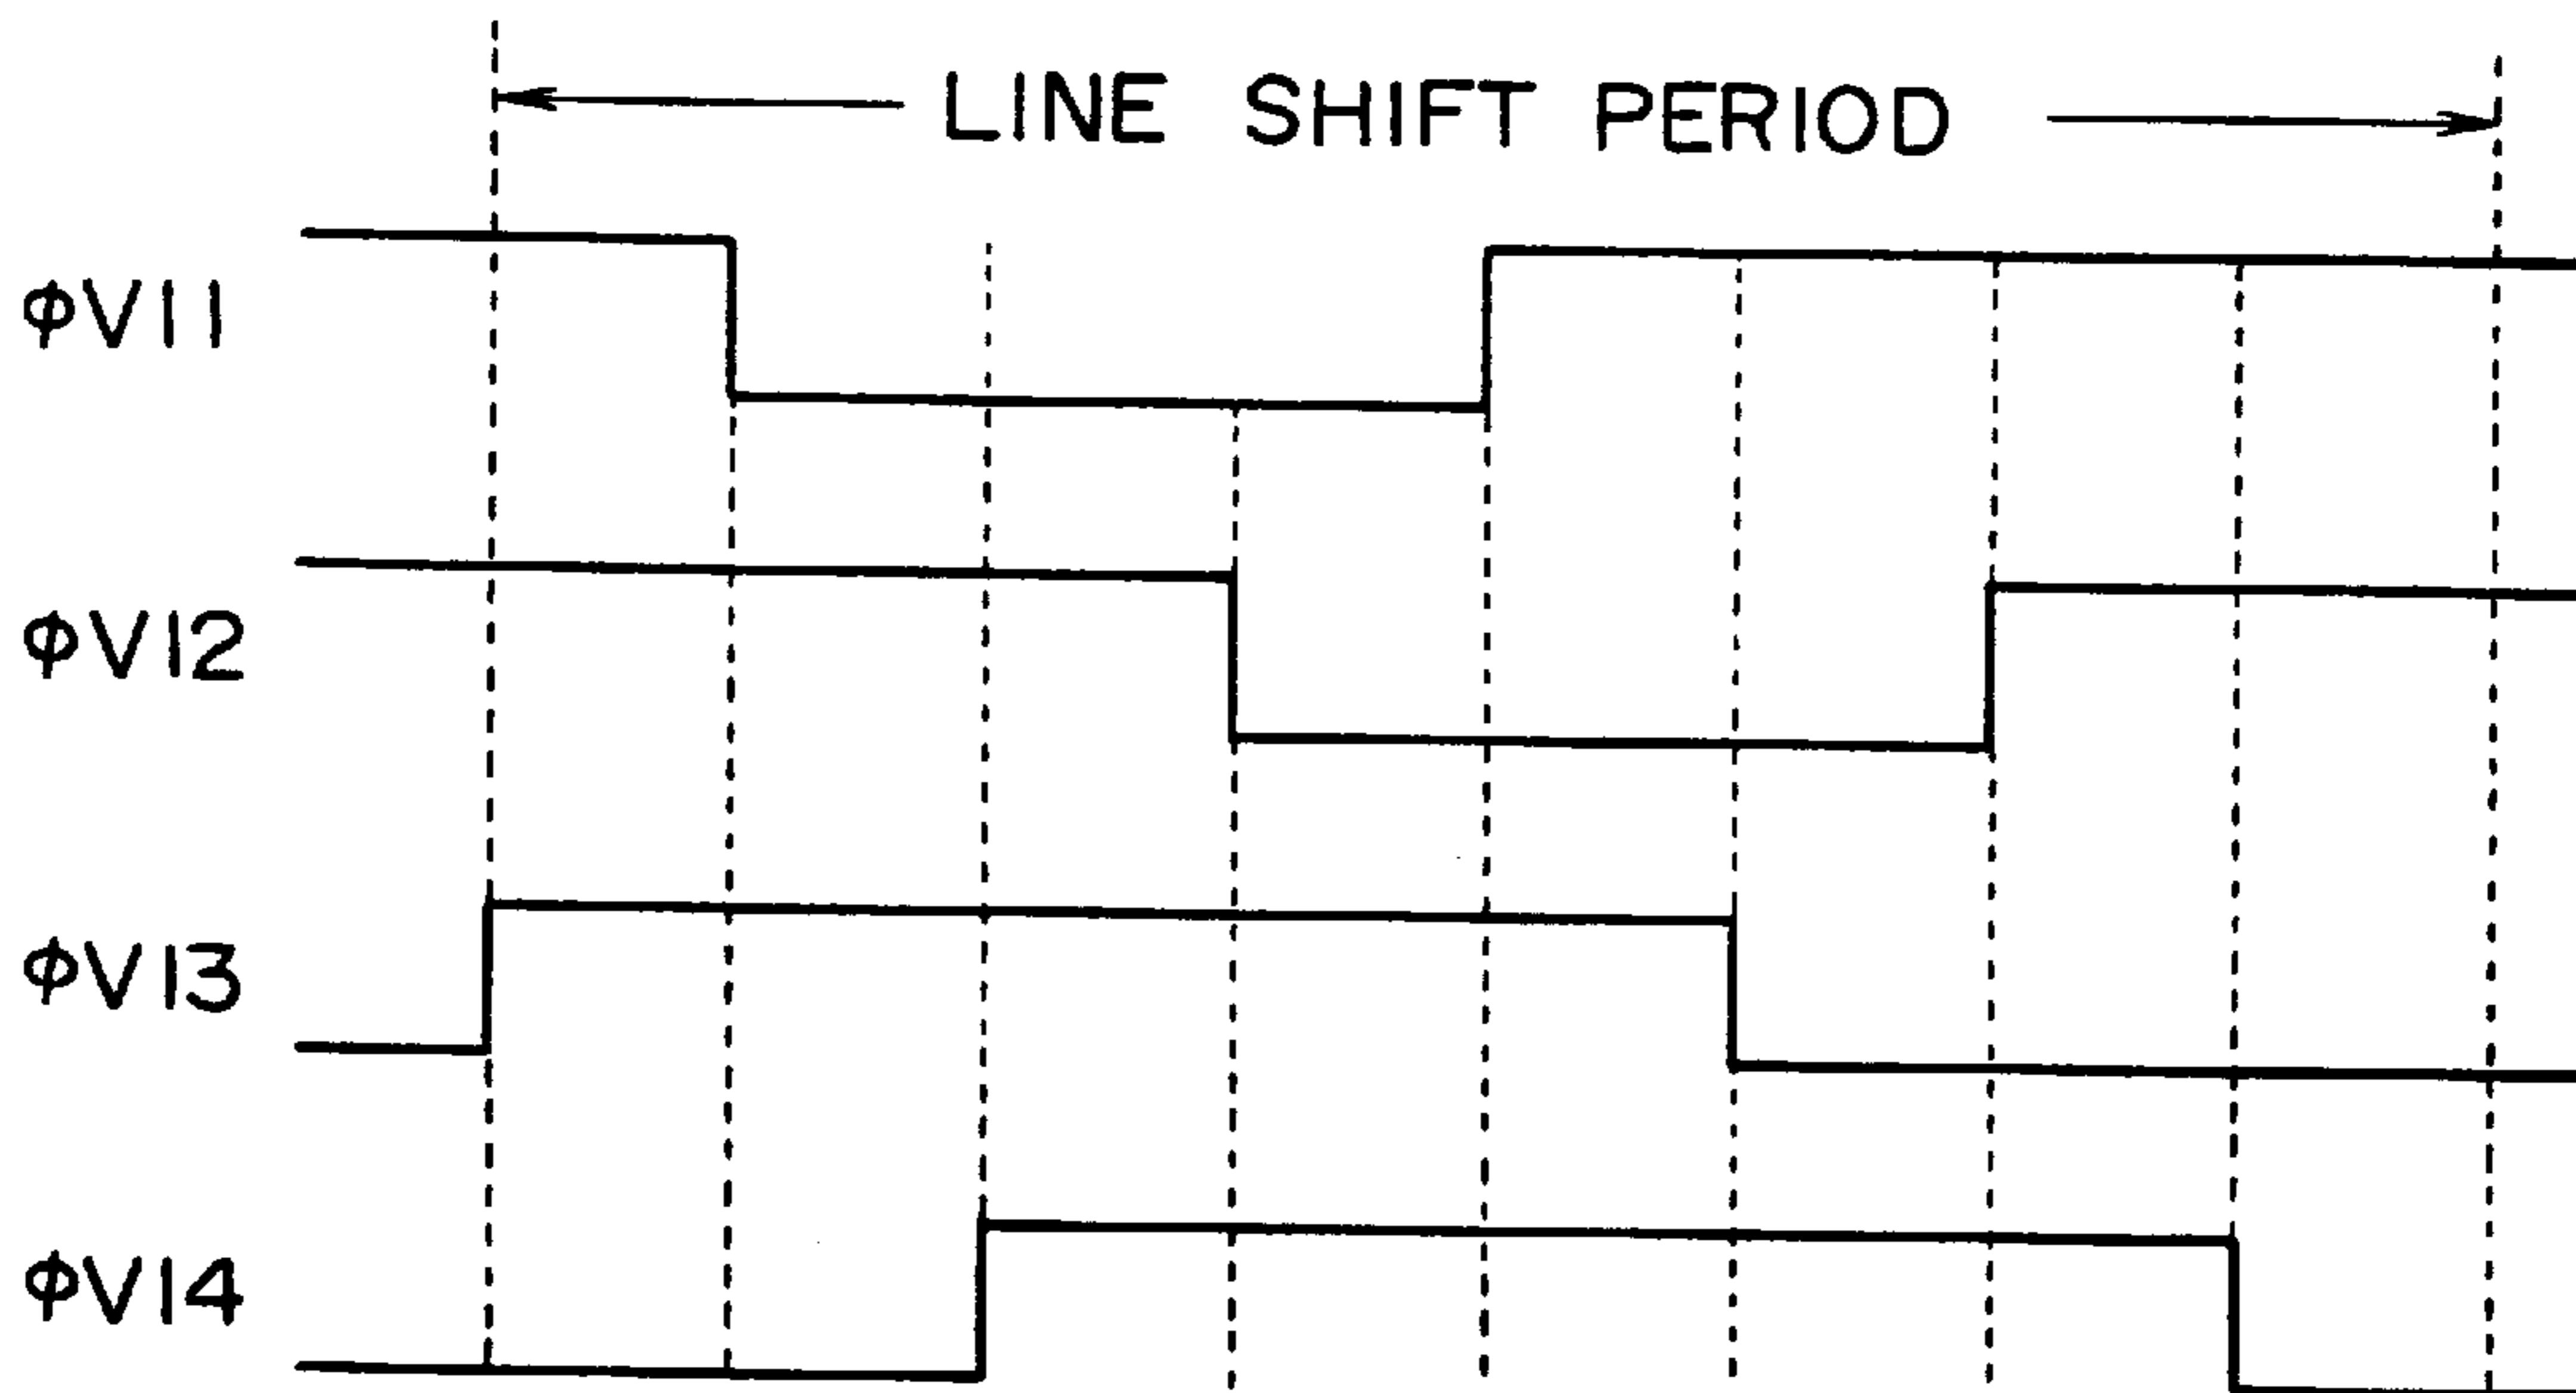 LINE SHIFT PERIOD
φV11
φV12
φV13
φV14